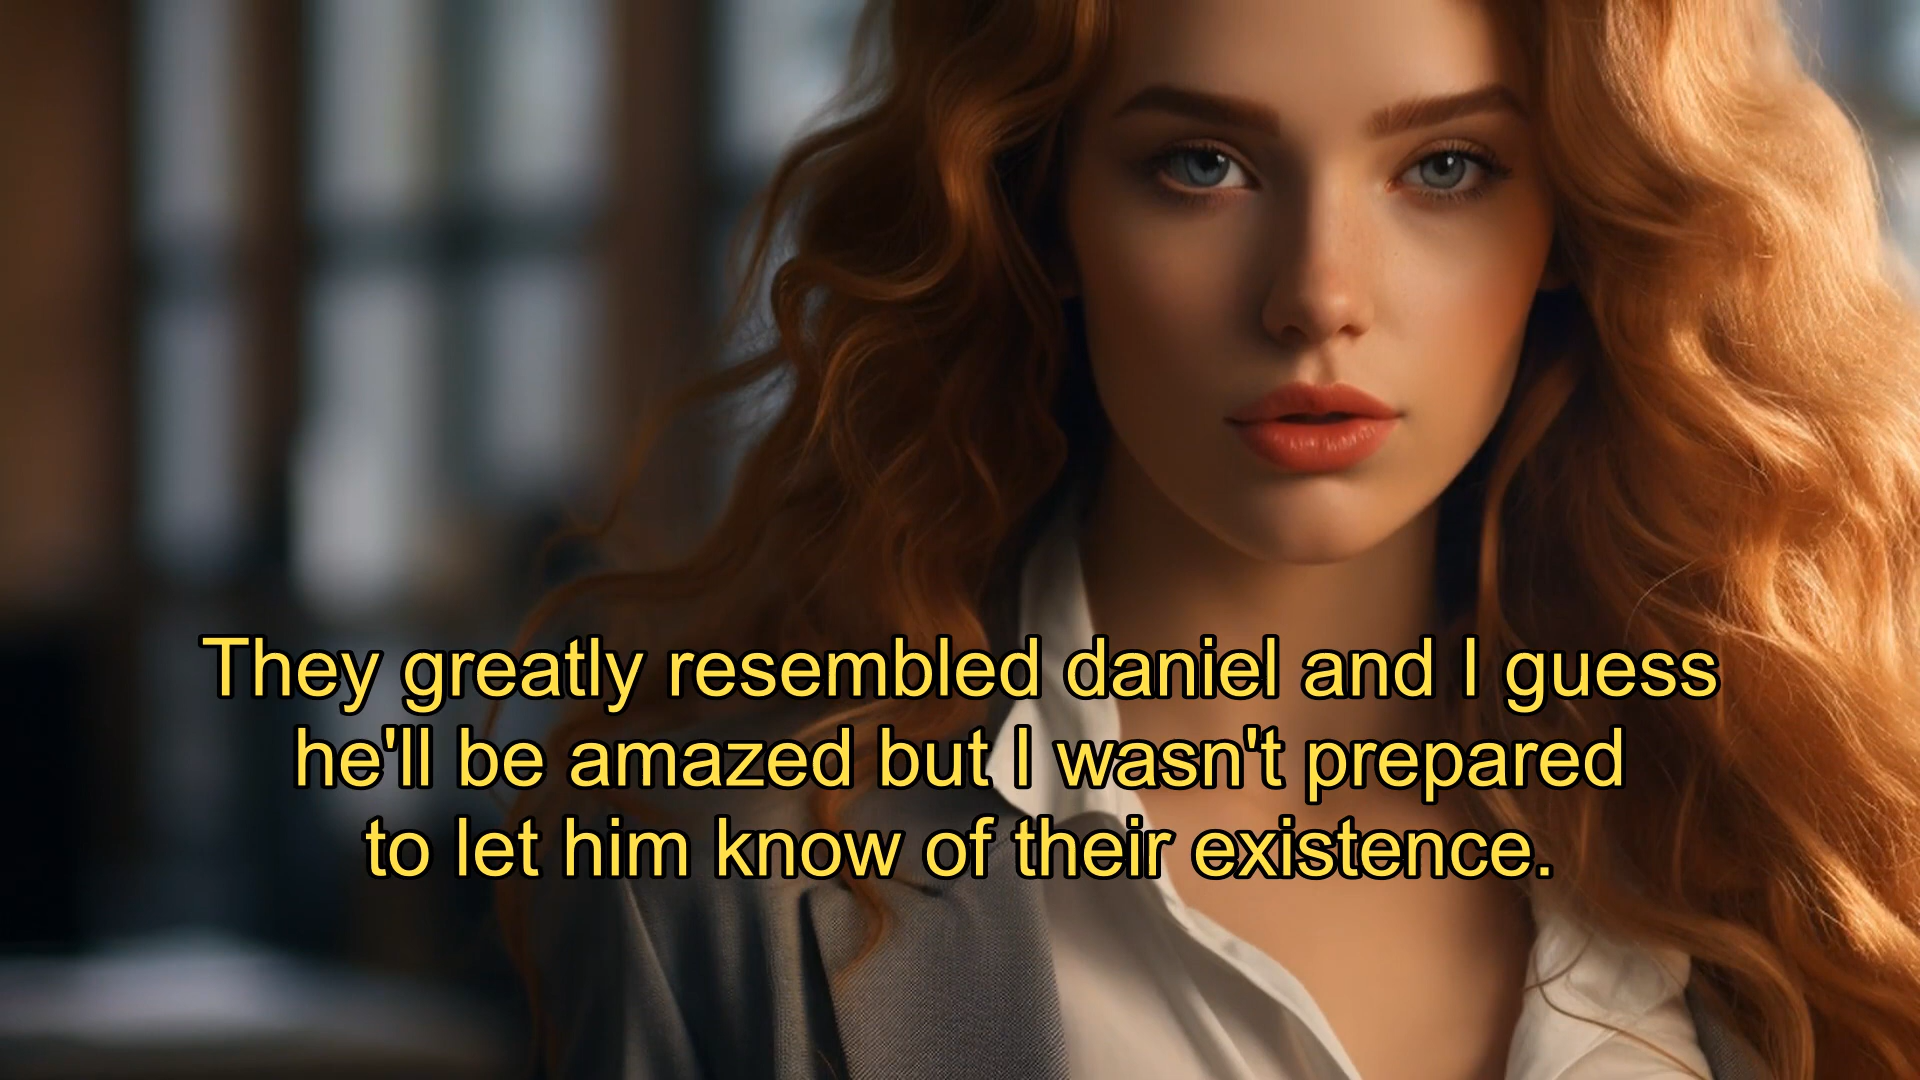 They greatly resembled daniel and I guess
he'll be amazed but I wasn't prepared
to let him know of their existence.